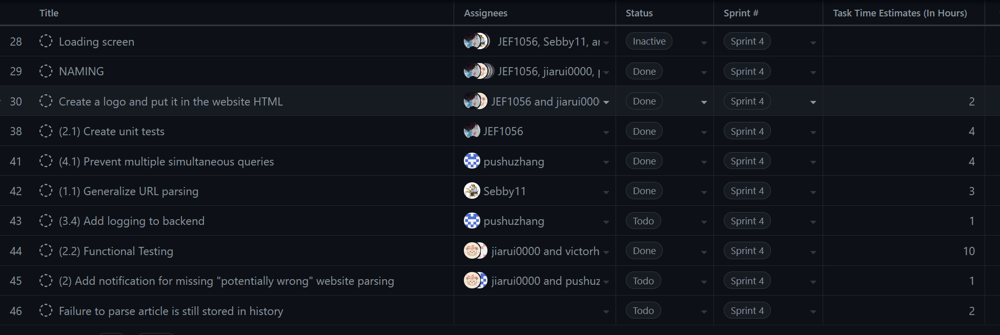 Title Assignees Status Sprint # Task Time Estimates (In Hours)
28 Loading screen JEF1056, Sebby11, Inactive Sprint 4
29 NAMING JEF1056, jiarui0000, Done Sprint 4
30 Create a logo and put it in the website HTML JEF1056 and jiarui000 Done Sprint 4 2
38 (2.1) Create unit tests JEF1056 Done Sprint 4 4
41 (4.1) Prevent multiple simultaneous queries pushuzhang Done Sprint 4 4
42 (1.1) Generalize URL parsing Sebby11 Done Sprint 4 3
43 (3.4) Add logging to backend pushuzhang Todo Sprint 4 1
44 (2.2) Functional Testing jiarui0000 and victorh Done Sprint 4 10
45 (2) Add notification for missing "potentially wrong" website parsing jiarui0000 and pushuz Todo Sprint 4 1
46 Failure to parse article is still stored in history Todo Sprint 4 2